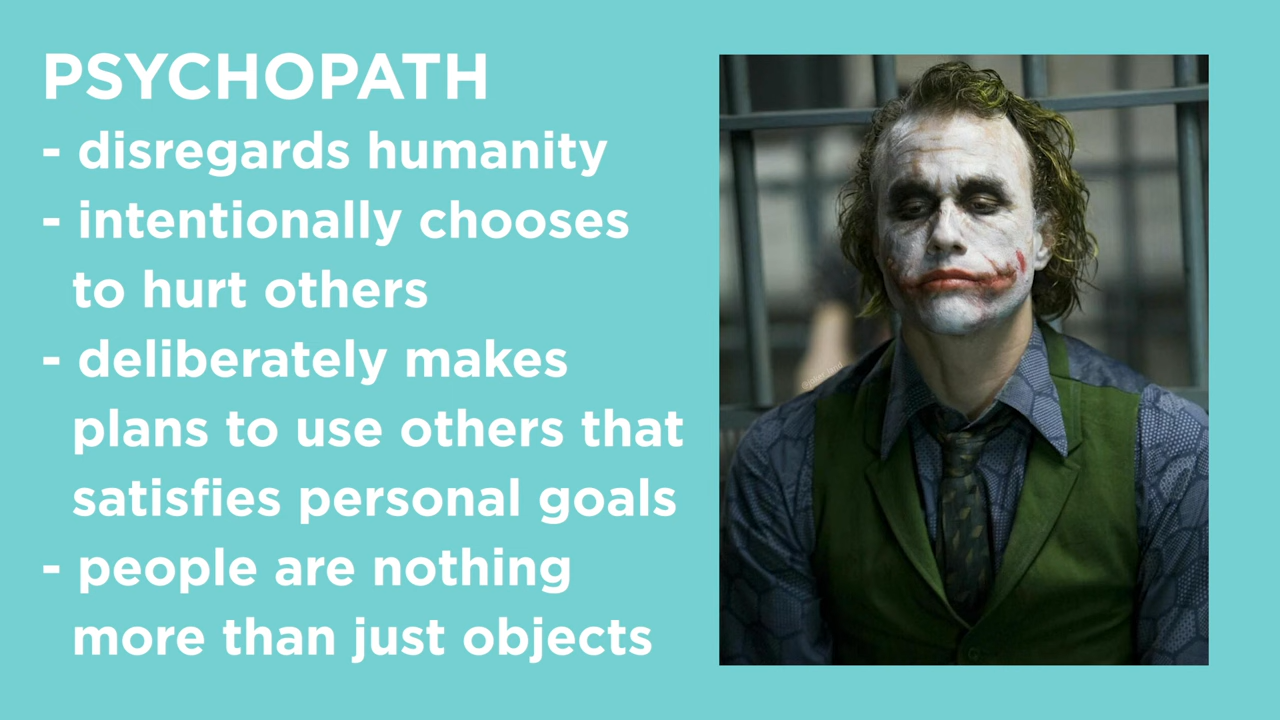 PSYCHOPATH
- disregards humanity
- intentionally chooses
to hurt others
- deliberately makes
plans to use others that
satisfies personal goals
- people are nothing
more than just objects